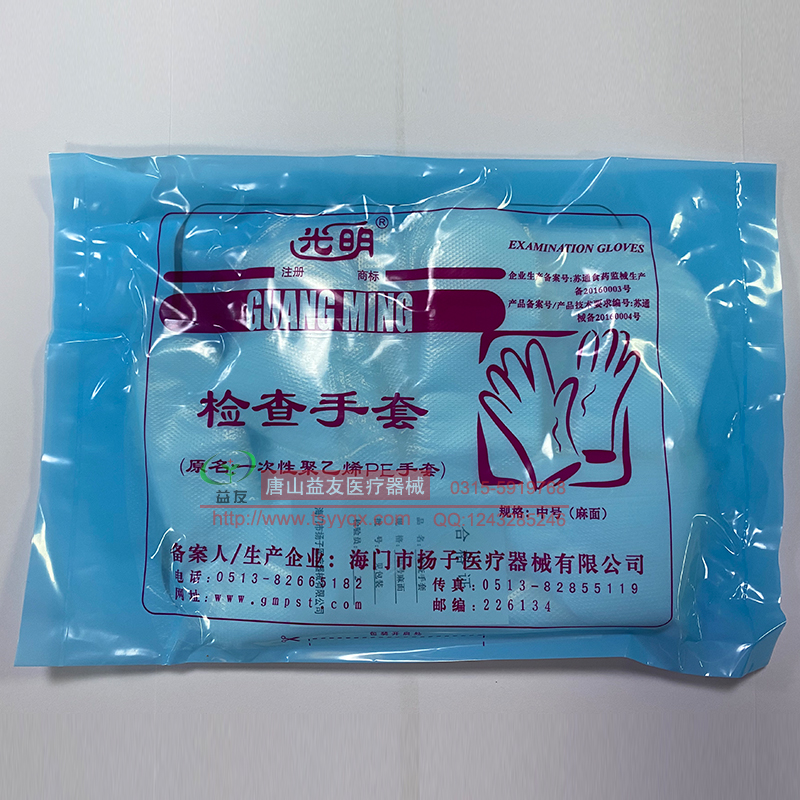 光明®
注册 商标
GUANG MING
EXAMINATION GLOVES
企业生产备案号:苏通食药监械生产
备20160003号
产品备案号/产品技术要求编号:苏通
械备20160004号
检查手套
(原名:一次性聚乙烯PE手套)
益友
唐山益友医疗器械
0315-5919768
http://www.tsyyqx.com
QQ:1243285246
规格:中号(麻面)
备案人/生产企业:海门市扬子医疗器械有限公司
电话:0513-82665182 传真:0513-82855119
网址:www.gmpst.com 邮编:226134